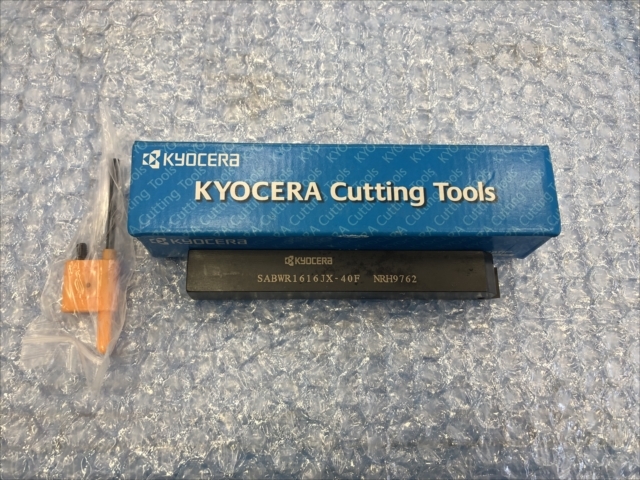 KYOCERA
KYOCERA Cutting Tools
KYOCERA
KYOCERA
SABWR1616JX-40F NRH9762